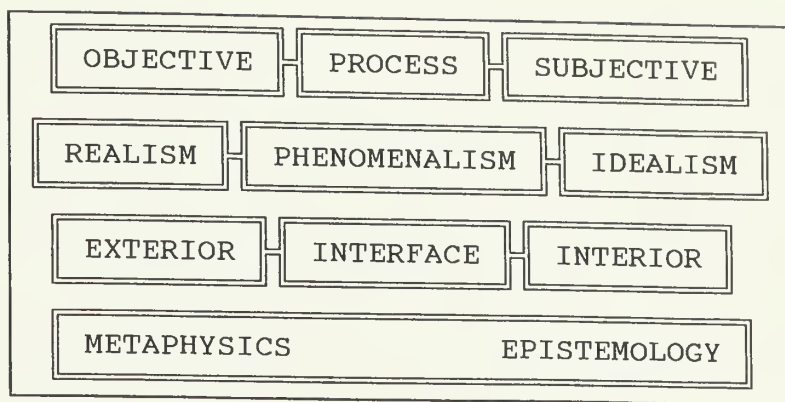 OBJECTIVE PROCESS SUBJECTIVE
REALISM PHENOMENALISM IDEALISM
EXTERIOR INTERFACE INTERIOR
METAPHYSICS EPISTEMOLOGY